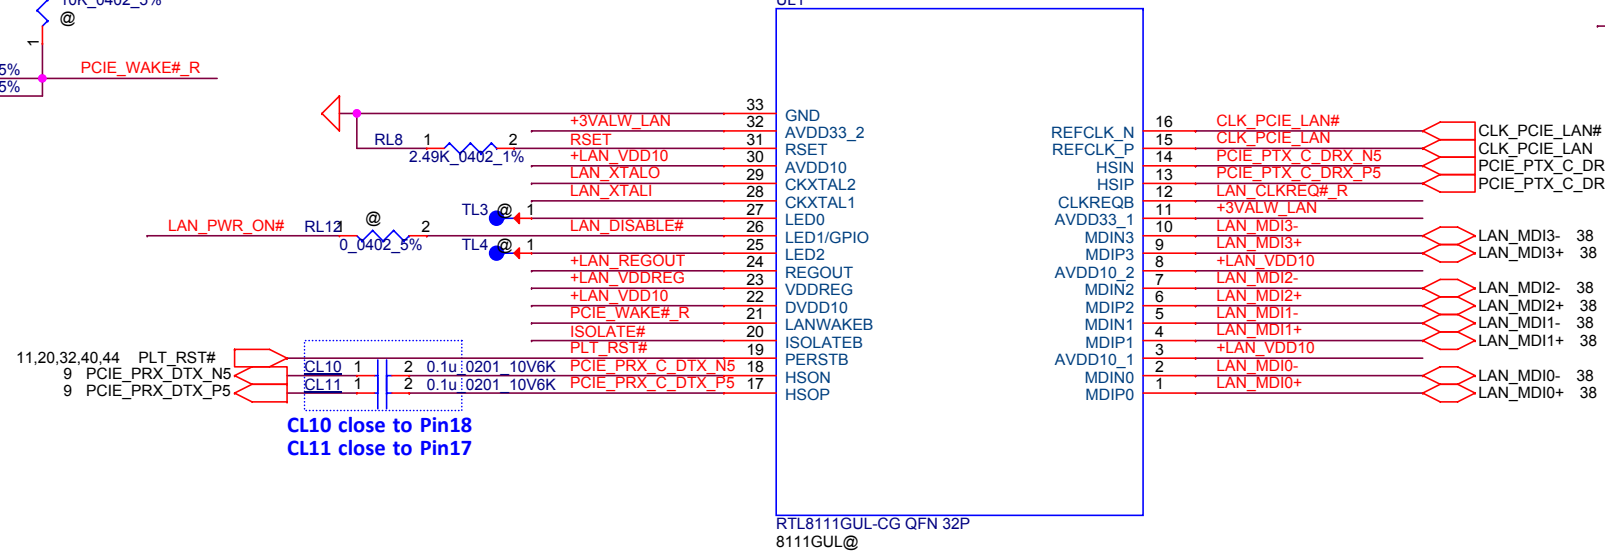 10K_0402_5%
@
1
5%
5%
PCIE_WAKE#_R
33 GND
+3VALW_LAN 32 AVDD33_2
RL8 1 2 RSET 31 RSET
2.49K_0402_1%
+LAN_VDD10 30 AVDD10
LAN_XTALO 29 CKXTAL2
LAN_XTALI 28 CKXTAL1
TL3 @ 1 27 LED0
LAN_PWR_ON# RL12 @ 2 LAN_DISABLE# 26 LED1/GPIO
0_0402_5%
TL4 @ 1 25 LED2
+LAN_REGOUT 24 REGOUT
+LAN_VDDREG 23 VDDREG
+LAN_VDD10 22 DVDD10
PCIE_WAKE#_R 21 LANWAKEB
ISOLATE# 20 ISOLATEB
11,20,32,40,44 PLT_RST# PLT_RST# 19 PERSTB
9 PCIE_PRX_DTX_N5 CL10 1 2 0.1u_0201_10V6K PCIE_PRX_C_DTX_N5 18 HSON
9 PCIE_PRX_DTX_P5 CL11 1 2 0.1u_0201_10V6K PCIE_PRX_C_DTX_P5 17 HSOP
CL10 close to Pin18
CL11 close to Pin17
REFCLK_N 16 CLK_PCIE_LAN# CLK_PCIE_LAN#
REFCLK_P 15 CLK_PCIE_LAN CLK_PCIE_LAN
HSIN 14 PCIE_PTX_C_DRX_N5 PCIE_PTX_C_DR
HSIP 13 PCIE_PTX_C_DRX_P5 PCIE_PTX_C_DR
CLKREQB 12 LAN_CLKREQ#_R
AVDD33_1 11 +3VALW_LAN
MDIN3 10 LAN_MDI3- LAN_MDI3- 38
MDIP3 9 LAN_MDI3+ LAN_MDI3+ 38
AVDD10_2 8 +LAN_VDD10
MDIN2 7 LAN_MDI2- LAN_MDI2- 38
MDIP2 6 LAN_MDI2+ LAN_MDI2+ 38
MDIN1 5 LAN_MDI1- LAN_MDI1- 38
MDIP1 4 LAN_MDI1+ LAN_MDI1+ 38
AVDD10_1 3 +LAN_VDD10
MDIN0 2 LAN_MDI0- LAN_MDI0- 38
MDIP0 1 LAN_MDI0+ LAN_MDI0+ 38
RTL8111GUL-CG QFN 32P
8111GUL@